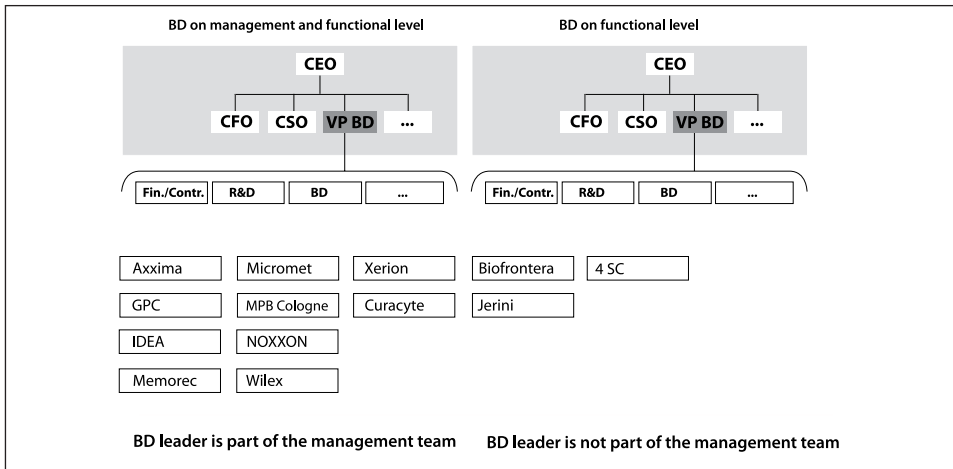 BD on management and functional level
BD on functional level
CEO
CFO CSO VP BD ...
Fin./Contr. R&D BD ...
CEO
CFO CSO VP BD ...
Fin./Contr. R&D BD ...
Axxima Micromet Xerion Biofrontera 4 SC
GPC MPB Cologne Curacyte Jerini
IDEA NOXXON
Memorec Wilex
BD leader is part of the management team
BD leader is not part of the management team